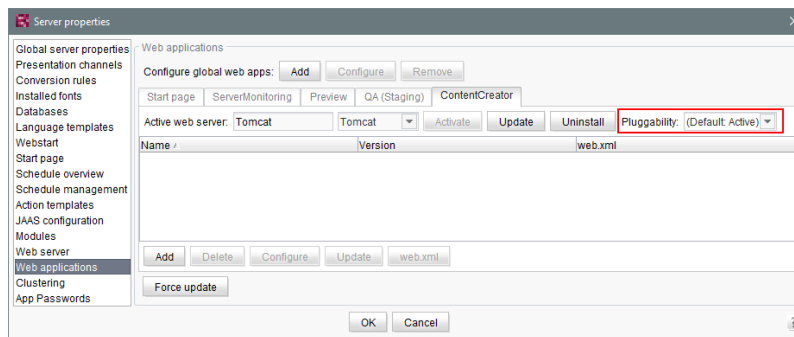 Server properties
Global server properties
Presentation channels
Conversion rules
Installed fonts
Databases
Language templates
Webstart
Start page
Schedule overview
Schedule management
Action templates
JAAS configuration
Modules
Web server
Web applications
Clustering
App Passwords
Web applications
Configure global web apps: Add Configure Remove
Start page ServerMonitoring Preview QA (Staging) ContentCreator
Active web server: Tomcat Tomcat Activate Update Uninstall Pluggability: (Default: Active)
Name Version web.xml
Add Delete Configure Update web.xml
Force update
OK Cancel